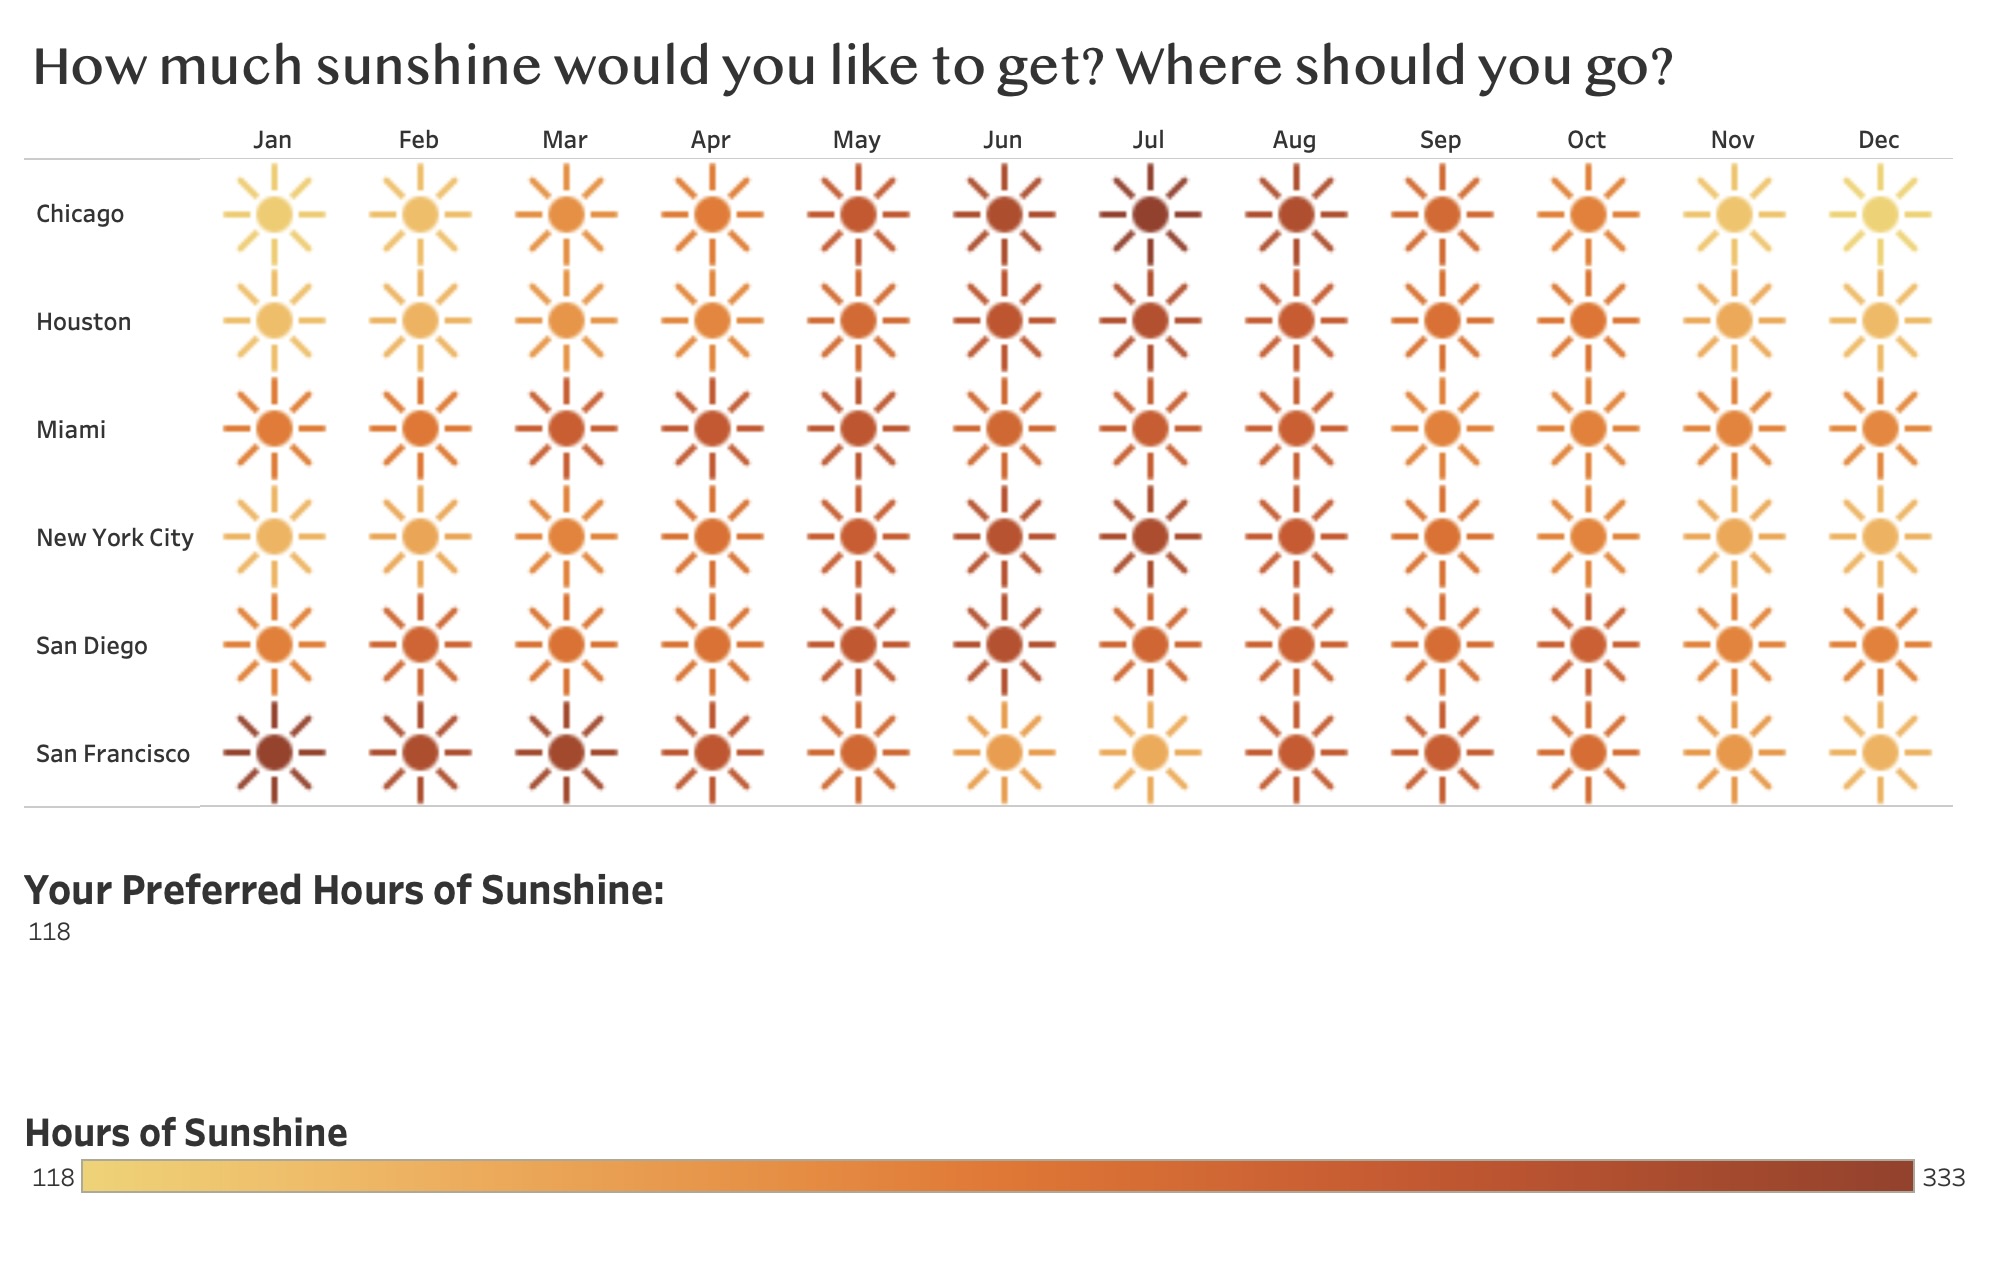 How much sunshine would you like to get? Where should you go?
Jan Feb Mar Apr May Jun Jul Aug Sep Oct Nov Dec
Chicago
Houston
Miami
New York City
San Diego
San Francisco
Your Preferred Hours of Sunshine:
118
Hours of Sunshine
118 333